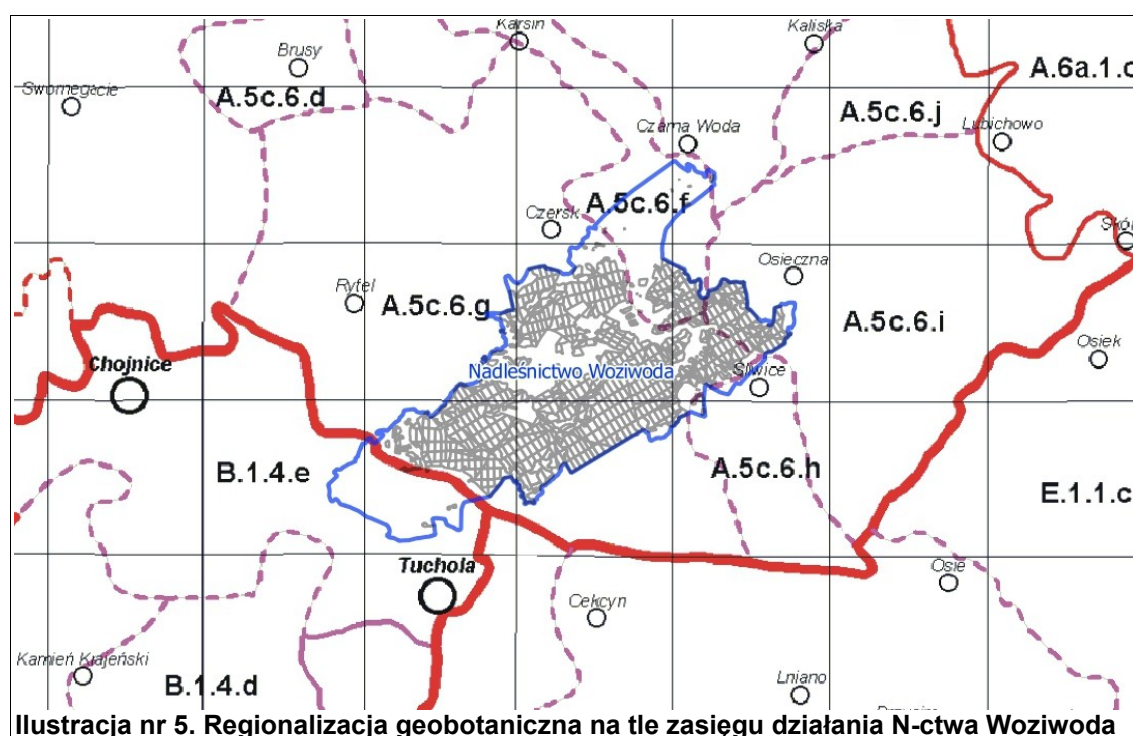 Karsin
Kaliska
Brusy
A.6a.1.c
Swornegacie
A.5c.6.d
A.5c.6.j
Czarna Woda
Lubichowo
A.5c.6.f
Czersk
Skór
Osieczna
Rytel
A.5c.6.g
A.5c.6.i
Chojnice
Osiek
Nadleśnictwo Woziwoda
Śliwice
B.1.4.e
A.5c.6.h
E.1.1.c
Tuchola
Osie
Cekcyn
Kamień Krajeński
B.1.4.d
Lniano
Ilustracja nr 5. Regionalizacja geobotaniczna na tle zasięgu działania N-ctwa Woziwoda